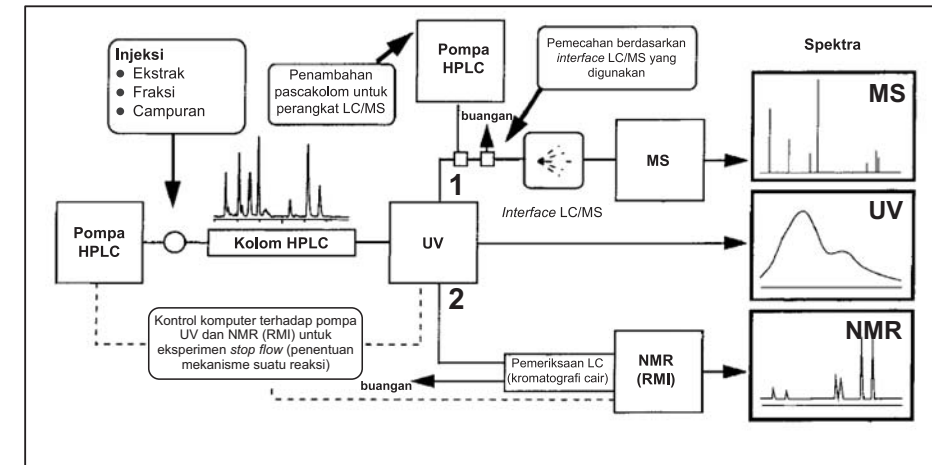 Injeksi
● Ekstrak
● Fraksi
● Campuran
Penambahan
pascakolom untuk
perangkat LC/MS
Pompa
HPLC
Pemecahan berdasarkan
interface LC/MS yang
digunakan
Spektra
buangan
MS
MS
1
Interface LC/MS
Pompa
HPLC
Kolom HPLC
UV
UV
2
Kontrol komputer terhadap pompa
UV dan NMR (RMI) untuk
eksperimen stop flow (penentuan
mekanisme suatu reaksi)
buangan
Pemeriksaan LC
(kromatografi cair)
NMR
(RMI)
NMR